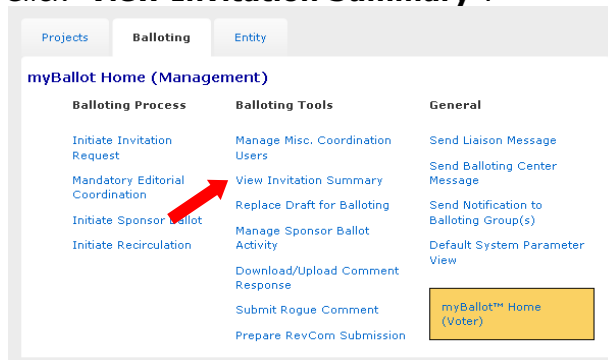 Click "View Invitation Summary".
Projects Balloting Entity
myBallot Home (Management)
Balloting Process
Initiate Invitation
Request
Mandatory Editorial
Coordination
Initiate Sponsor Ballot
Initiate Recirculation
Balloting Tools
Manage Misc. Coordination
Users
View Invitation Summary
Replace Draft for Balloting
Manage Sponsor Ballot
Activity
Download/Upload Comment
Response
Submit Rogue Comment
Prepare RevCom Submission
General
Send Liaison Message
Send Balloting Center
Message
Send Notification to
Balloting Group(s)
Default System Parameter
View
myBallot™ Home
(Voter)